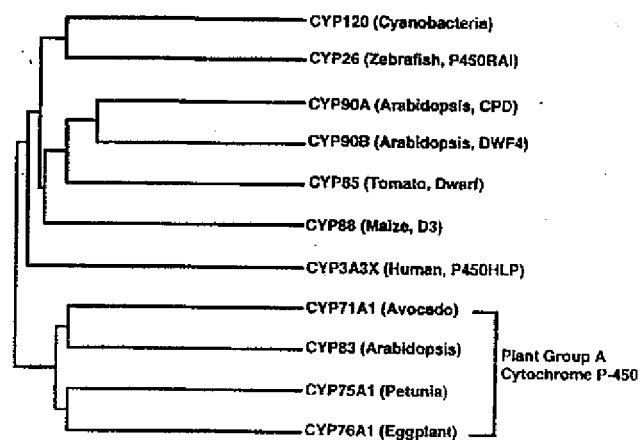 CYP120 (Cyanobacteria)
CYP26 (Zebrafish, P450RAI)
CYP90A (Arabidopsis, CPD)
CYP90B (Arabidopsis, DWF4)
CYP85 (Tomato, Dwarf)
CYP88 (Maize, D3)
CYP3A3X (Human, P450HLP)
CYP71A1 (Avocado)
CYP83 (Arabidopsis)
CYP75A1 (Petunia)
CYP76A1 (Eggplant)
Plant Group A
Cytochrome P-450